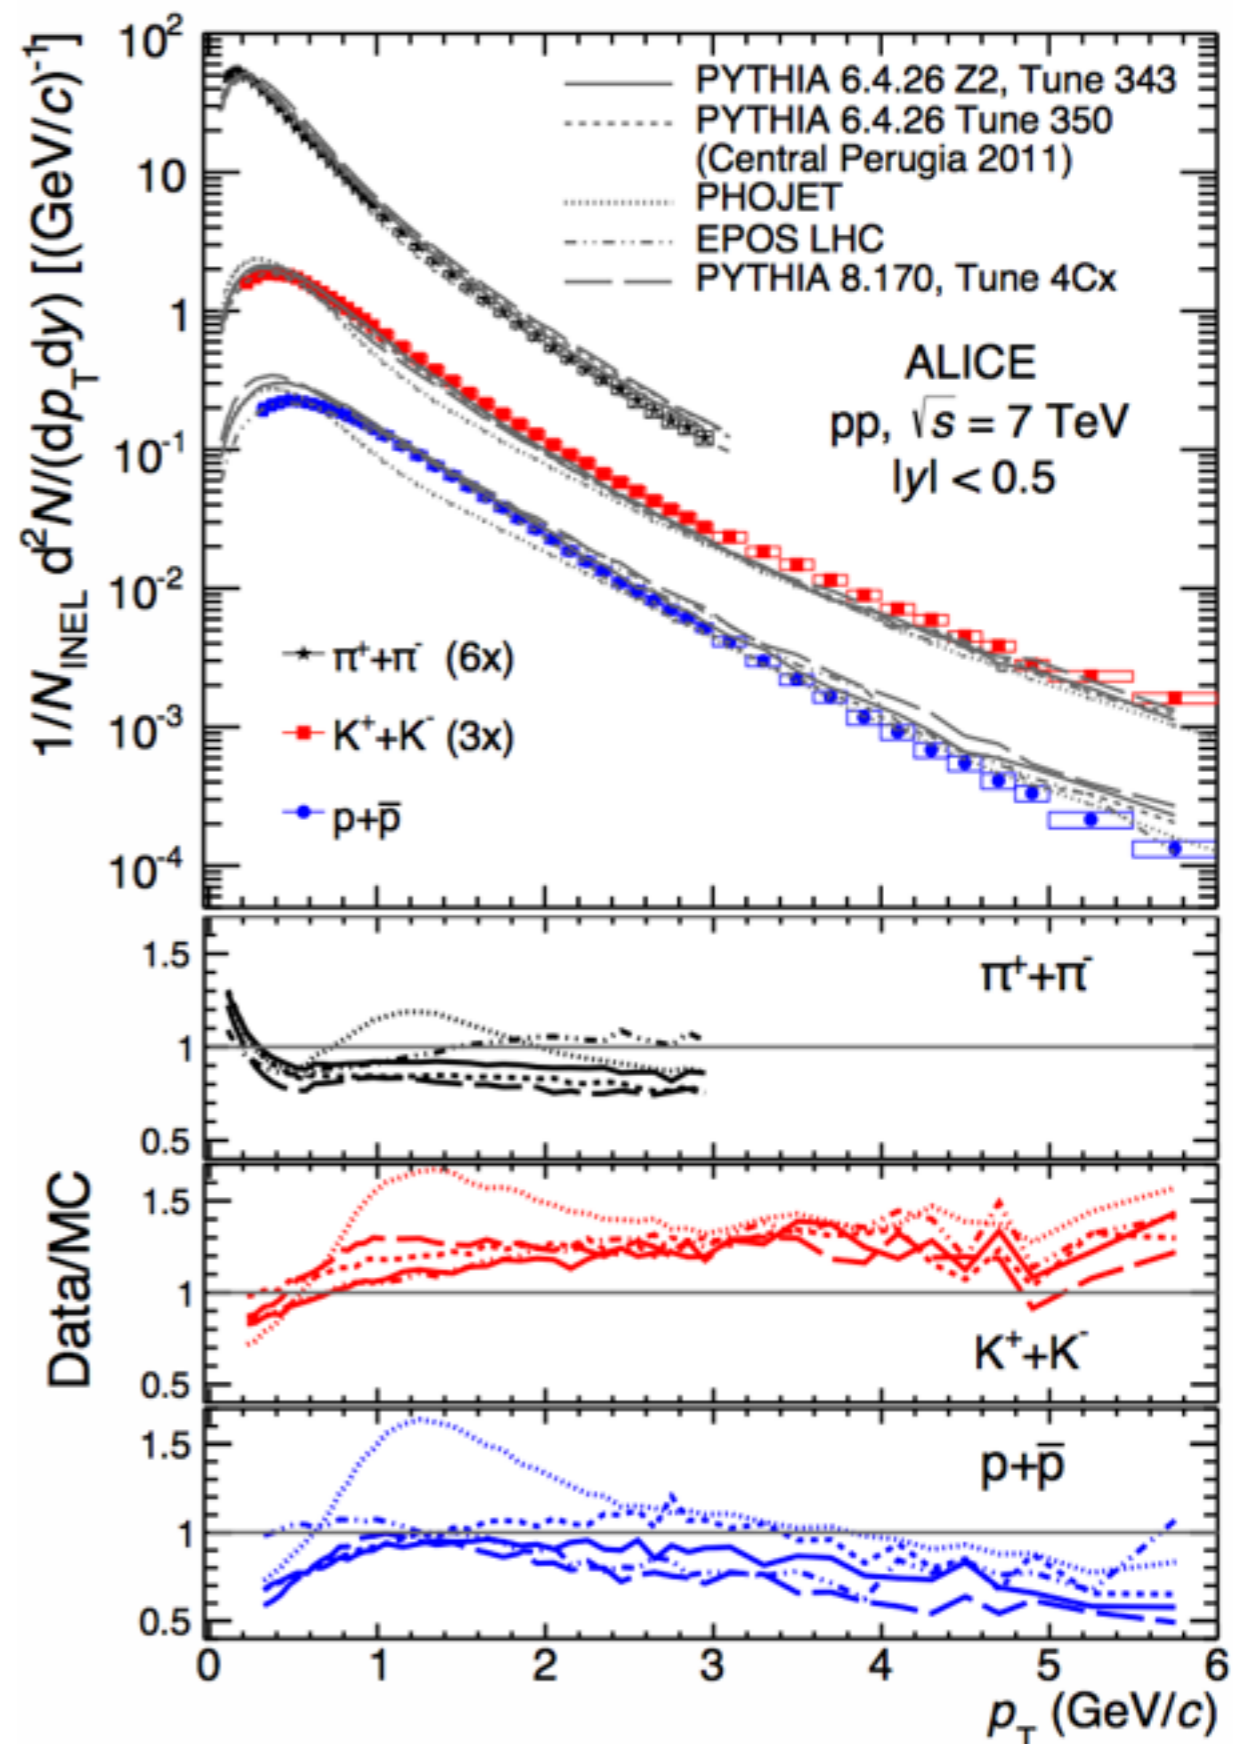 1/N_INEL d²N/(dp_T dy) [(GeV/c)⁻¹]
10²
10
1
10⁻¹
10⁻²
10⁻³
10⁻⁴
PYTHIA 6.4.26 Z2, Tune 343
PYTHIA 6.4.26 Tune 350
(Central Perugia 2011)
PHOJET
EPOS LHC
PYTHIA 8.170, Tune 4Cx
ALICE
pp, √s = 7 TeV
|y| < 0.5
π⁺+π⁻ (6x)
K⁺+K⁻ (3x)
p+p̅
Data/MC
1.5
1
0.5
π⁺+π⁻
1.5
1
0.5
K⁺+K⁻
1.5
1
0.5
p+p̅
0 1 2 3 4 5 6
p_T (GeV/c)